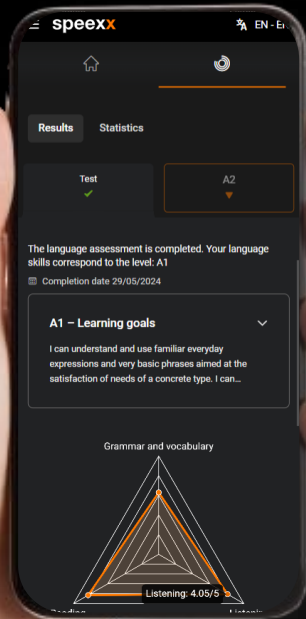 speexx
EN - E
Results Statistics
Test A2
The language assessment is completed. Your language
skills correspond to the level: A1
Completion date 29/05/2024
A1 – Learning goals
I can understand and use familiar everyday
expressions and very basic phrases aimed at the
satisfaction of needs of a concrete type. I can...
Grammar and vocabulary
Listening: 4.05/5